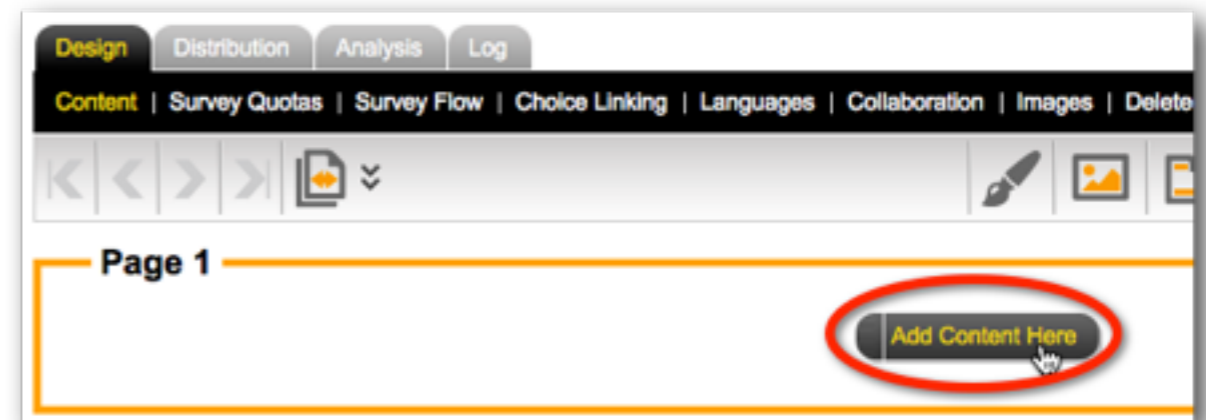 Design Distribution Analysis Log
Content | Survey Quotas | Survey Flow | Choice Linking | Languages | Collaboration | Images | Delete
Page 1
Add Content Here